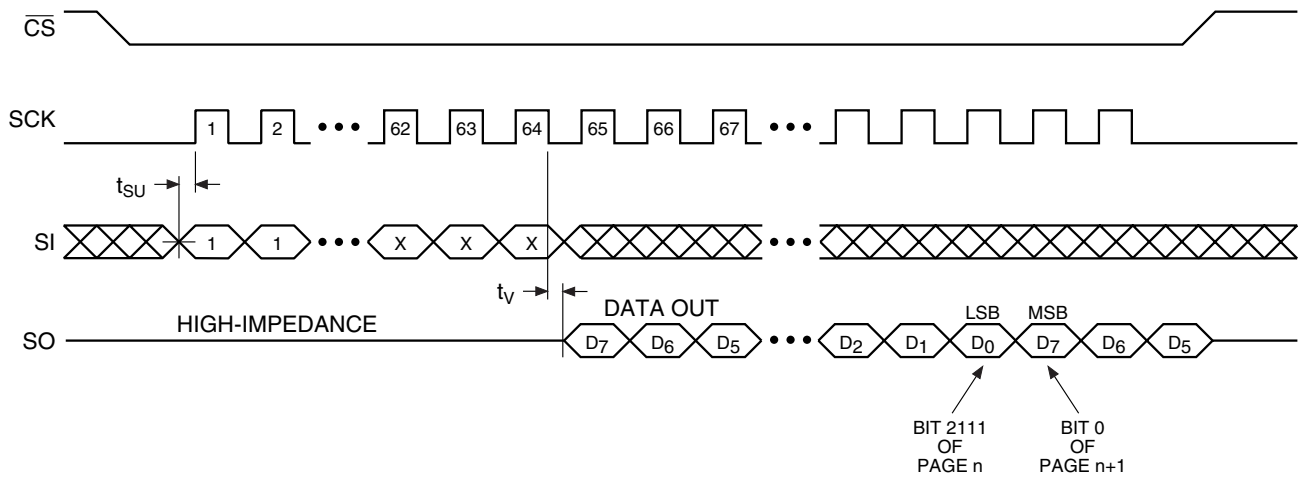 CS
SCK 1 2 ••• 62 63 64 65 66 67 •••
tSU
SI 1 1 ••• X X X •••
tV
HIGH-IMPEDANCE DATA OUT LSB MSB
SO D7 D6 D5 ••• D2 D1 D0 D7 D6 D5
BIT 2111
OF
PAGE n
BIT 0
OF
PAGE n+1